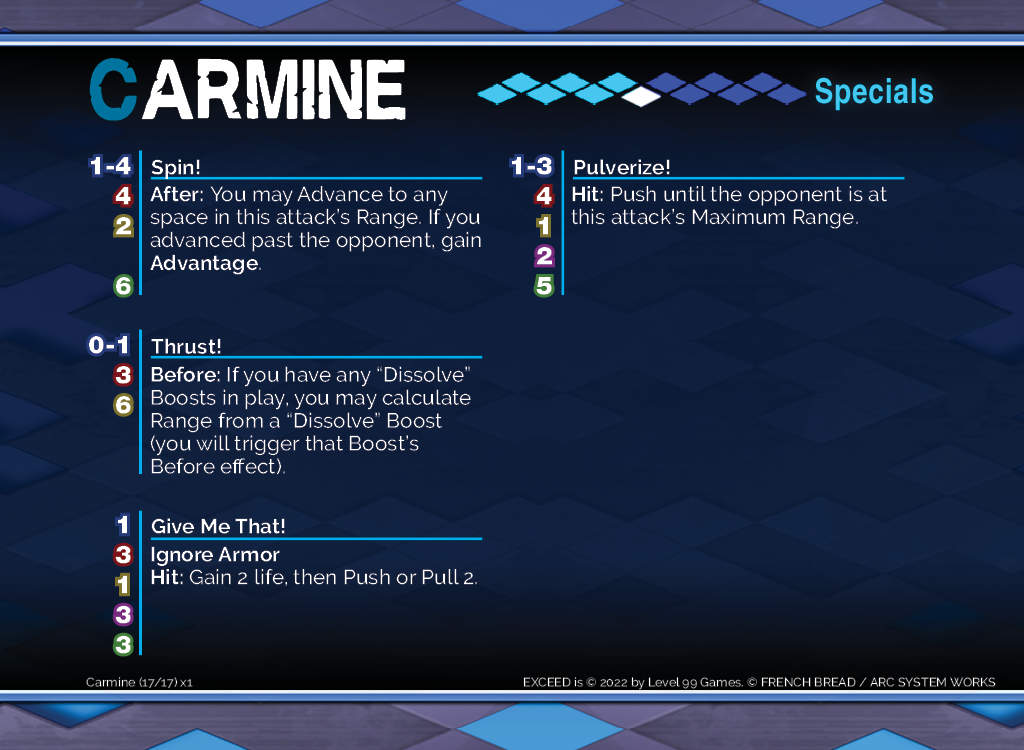 CARMINE
Specials
1-4 Spin!
4 After: You may Advance to any
2 space in this attack's Range. If you
advanced past the opponent, gain
Advantage.
6
0-1 Thrust!
3 Before: If you have any “Dissolve”
6 Boosts in play, you may calculate
Range from a “Dissolve” Boost
(you will trigger that Boost's
Before effect).
1 Give Me That!
3 Ignore Armor
1 Hit: Gain 2 life, then Push or Pull 2.
3
3
1-3 Pulverize!
4 Hit: Push until the opponent is at
1 this attack's Maximum Range.
2
5
Carmine (17/17) x1
EXCEED is © 2022 by Level 99 Games. © FRENCH BREAD / ARC SYSTEM WORKS